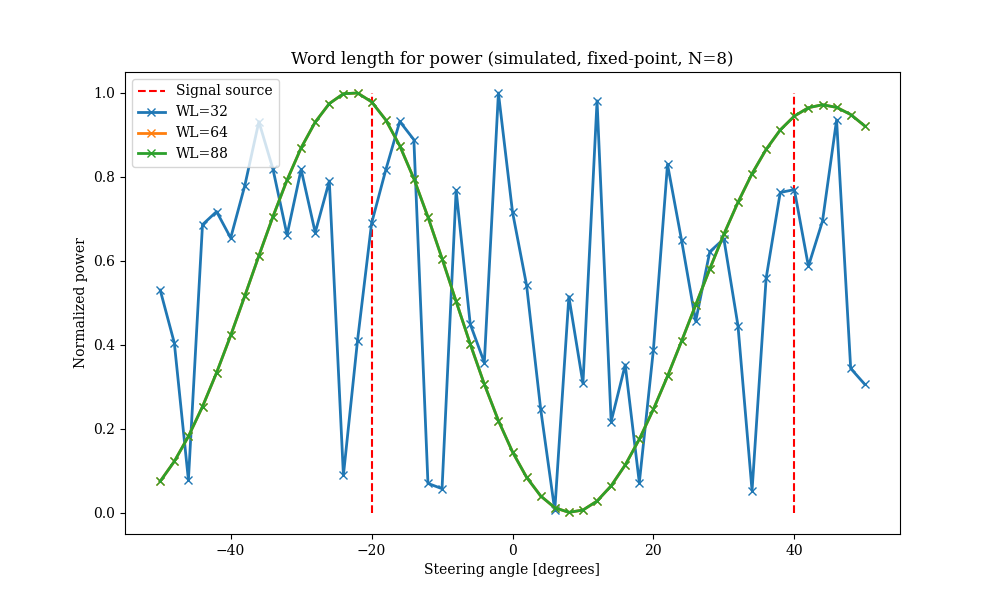 Word length for power (simulated, fixed-point, N=8)
Signal source
WL=32
WL=64
WL=88
1.0
0.8
0.6
0.4
0.2
0.0
Normalized power
−40
−20
0
20
40
Steering angle [degrees]